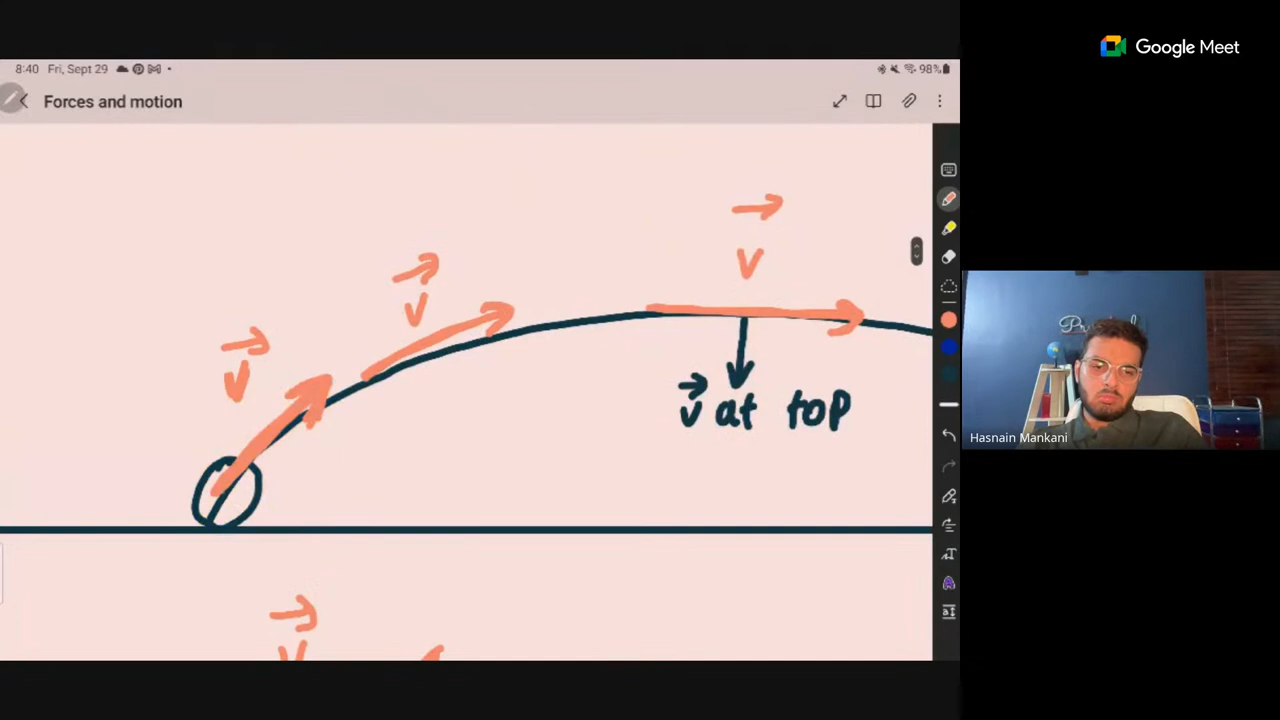 Google Meet
8:40 Fri, Sept 29
98%
Forces and motion
v
v
v
v at top
v
Hasnain Mankani